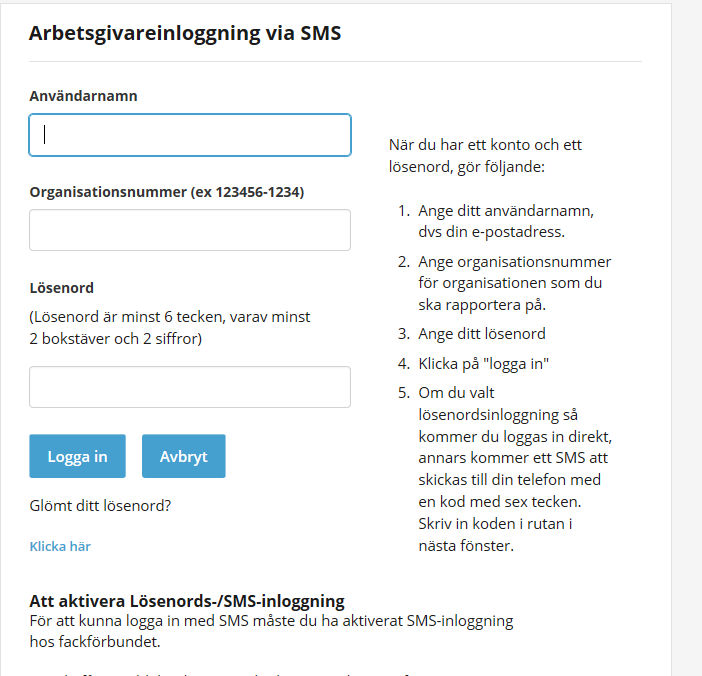 Arbetsgivareinloggning via SMS
Användarnamn
Organisationsnummer (ex 123456-1234)
Lösenord
(Lösenord är minst 6 tecken, varav minst
2 bokstäver och 2 siffror)
Logga in
Avbryt
Glömt ditt lösenord?
Klicka här
När du har ett konto och ett
lösenord, gör följande:
1. Ange ditt användarnamn,
dvs din e-postadress.
2. Ange organisationsnummer
för organisationen som du
ska rapportera på.
3. Ange ditt lösenord
4. Klicka på "logga in"
5. Om du valt
lösenordsinloggning så
kommer du loggas in direkt,
annars kommer ett SMS att
skickas till din telefon med
en kod med sex tecken.
Skriv in koden i rutan i
nästa fönster.
Att aktivera Lösenords-/SMS-inloggning
För att kunna logga in med SMS måste du ha aktiverat SMS-inloggning
hos fackförbundet.